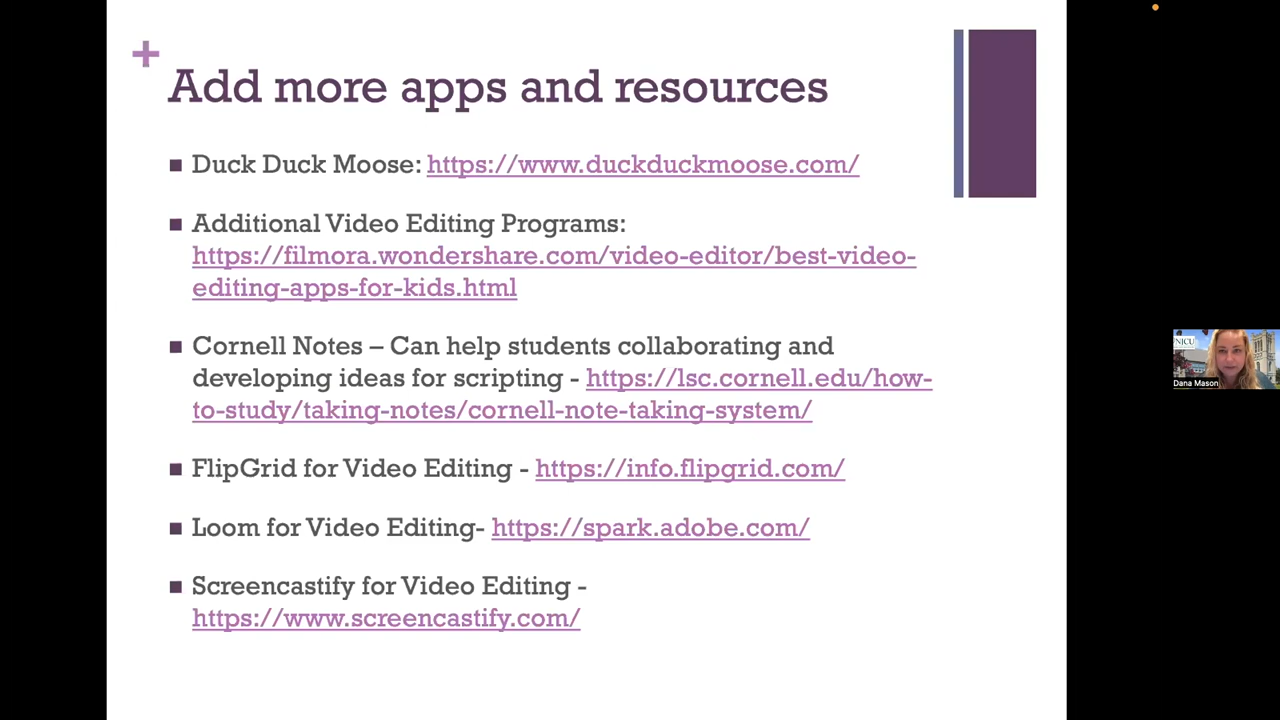 +
Add more apps and resources
Duck Duck Moose: https://www.duckduckmoose.com/
Additional Video Editing Programs:
https://filmora.wondershare.com/video-editor/best-video-
editing-apps-for-kids.html
Cornell Notes – Can help students collaborating and
developing ideas for scripting - https://lsc.cornell.edu/how-
to-study/taking-notes/cornell-note-taking-system/
FlipGrid for Video Editing - https://info.flipgrid.com/
Loom for Video Editing- https://spark.adobe.com/
Screencastify for Video Editing -
https://www.screencastify.com/
NJCU
Dana Mason